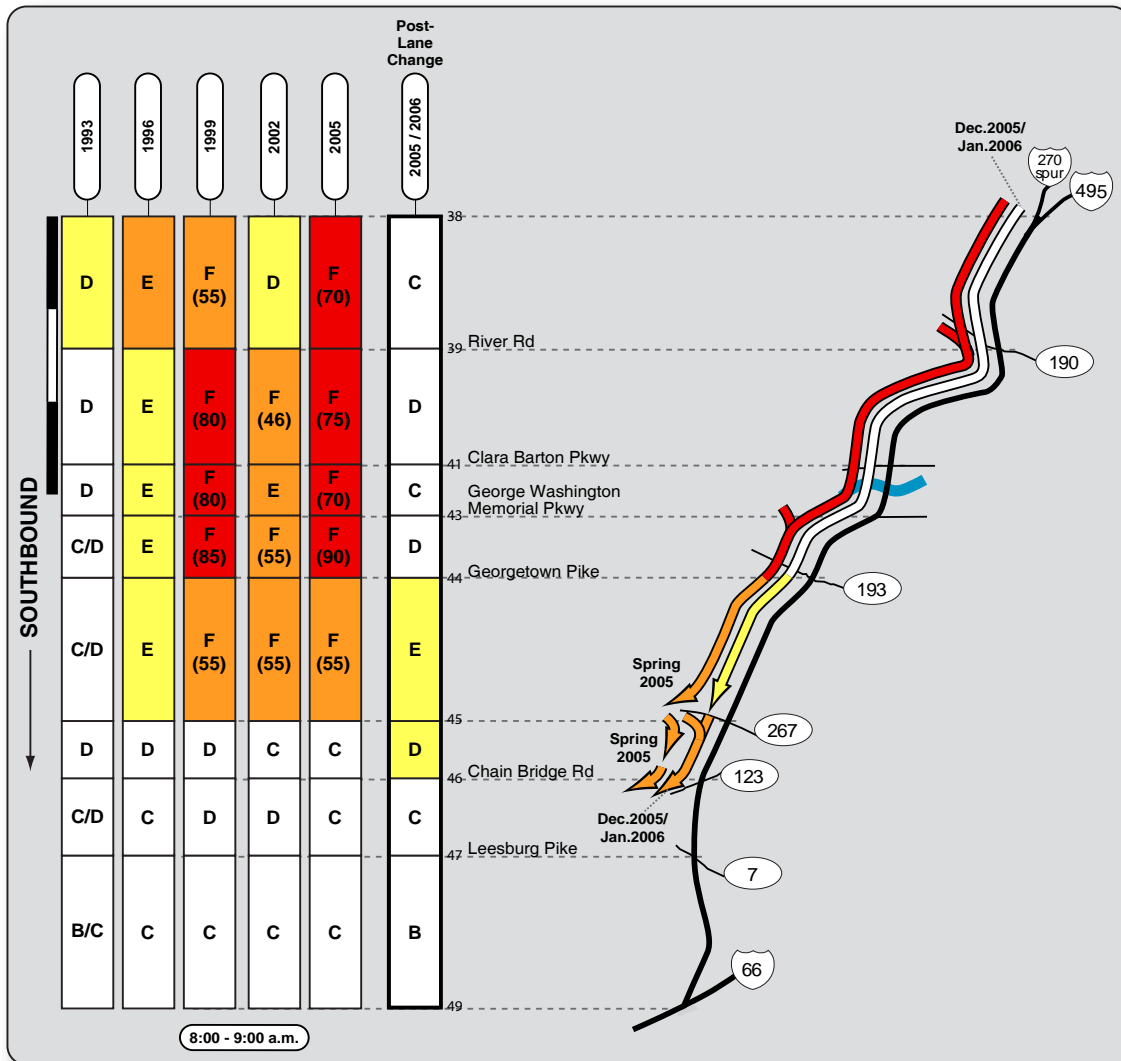 Post-
Lane
Change
1993
1996
1999
2002
2005
2005 / 2006
Dec.2005/
Jan.2006
270
spur
495
38
D
E
F
(55)
D
F
(70)
C
39
River Rd
190
D
E
F
(80)
F
(46)
F
(75)
D
41
Clara Barton Pkwy
D
E
F
(80)
E
F
(70)
C
George Washington
Memorial Pkwy
43
C/D
E
F
(85)
F
(55)
F
(90)
D
44
Georgetown Pike
193
SOUTHBOUND
C/D
E
F
(55)
F
(55)
F
(55)
E
Spring
2005
45
267
D
D
D
C
C
D
Spring
2005
46
Chain Bridge Rd
123
C/D
C
D
D
C
C
Dec.2005/
Jan.2006
47
Leesburg Pike
7
B/C
C
C
C
C
B
66
49
8:00 - 9:00 a.m.